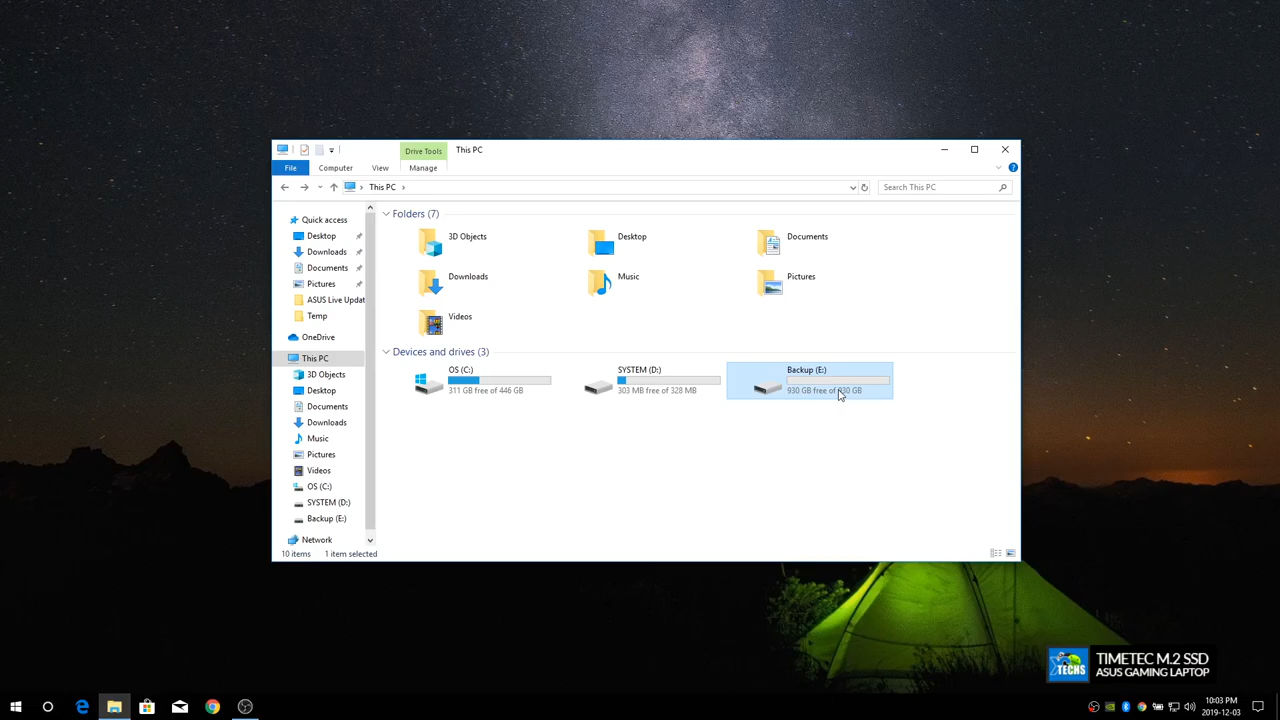 Drive Tools
This PC
File
Computer
View
Manage
This PC
Search This PC
Quick access
Desktop
Downloads
Documents
Pictures
ASUS Live Updat
Temp
OneDrive
This PC
3D Objects
Desktop
Documents
Downloads
Music
Pictures
Videos
OS (C:)
SYSTEM (D:)
Backup (E:)
Network
Folders (7)
3D Objects
Desktop
Documents
Downloads
Music
Pictures
Videos
Devices and drives (3)
OS (C:)
311 GB free of 446 GB
SYSTEM (D:)
303 MB free of 328 MB
Backup (E:)
930 GB free of 930 GB
10 items
1 item selected
TECHS
TIMETEC M.2 SSD
ASUS GAMING LAPTOP
10:03 PM
2019-12-03